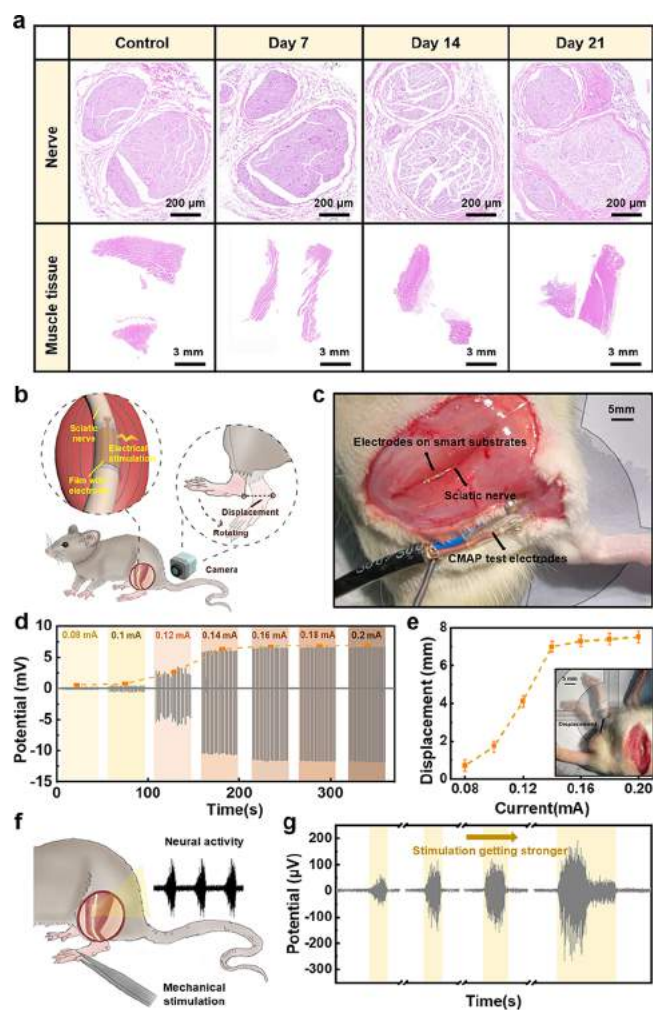 a
Control
Day 7
Day 14
Day 21
Nerve
200 μm
200 μm
200 μm
200 μm
Muscle tissue
3 mm
3 mm
3 mm
3 mm
b
Sciatic
nerve
Electrical
stimulation
Film with
electrode
Displacement
Rotating
Camera
c
5mm
Electrodes on smart substrates
Sciatic nerve
CMAP test electrodes
d
0.08 mA
0.1 mA
0.12 mA
0.14 mA
0.16 mA
0.18 mA
0.2 mA
Potential (mV)
10
5
0
5
-10
-15
0
100
200
300
Time(s)
e
Displacement (mm)
8
6
4
2
0
5 mm
Displacement
0.08
0.12
0.16
0.20
Current(mA)
f
Neural activity
Mechanical
stimulation
g
Potential (μV)
200
100
0
-100
-200
-300
Stimulation getting stronger
Time(s)